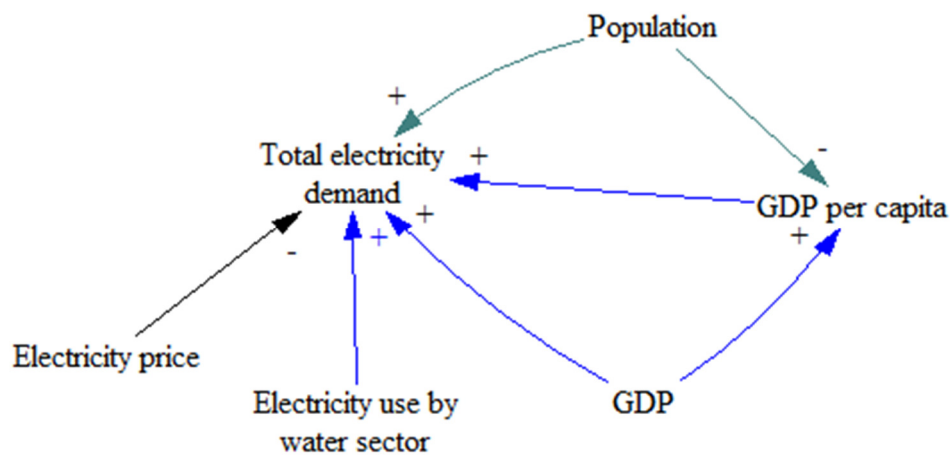 Population
+
-
Total electricity
demand
+
GDP per capita
+
+
+
-
Electricity price
Electricity use by
water sector
GDP